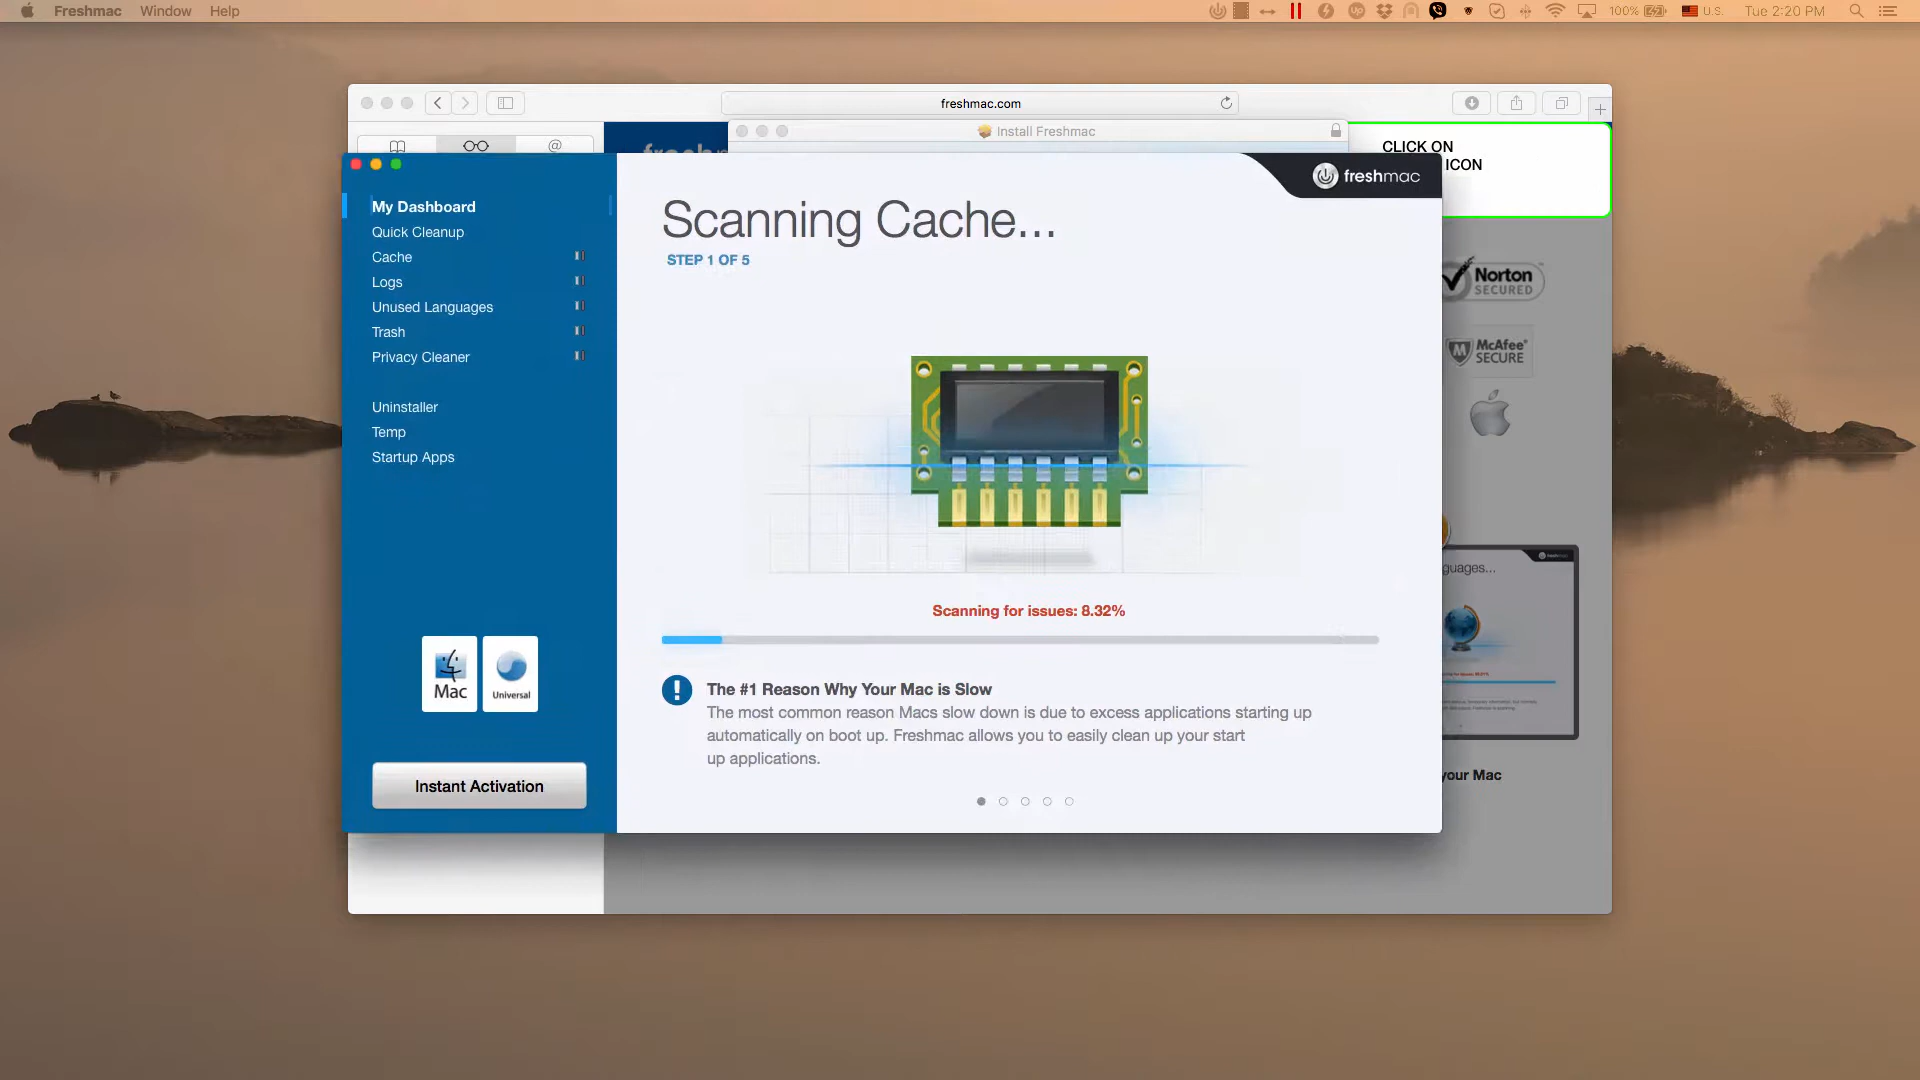 Freshmac Window Help
Up
100%
U.S.
Tue 2:20 PM
freshmac.com
Install Freshmac
@
CLICK ON
ICON
freshmac
My Dashboard
Quick Cleanup
Cache
Logs
Unused Languages
Trash
Privacy Cleaner
Uninstaller
Temp
Startup Apps
Mac
Universal
Instant Activation
Scanning Cache...
STEP 1 OF 5
Scanning for issues: 8.32%
The #1 Reason Why Your Mac is Slow
The most common reason Macs slow down is due to excess applications starting up
automatically on boot up. Freshmac allows you to easily clean up your start
up applications.
Norton
SECURED
McAfee
SECURE
guages...
your Mac